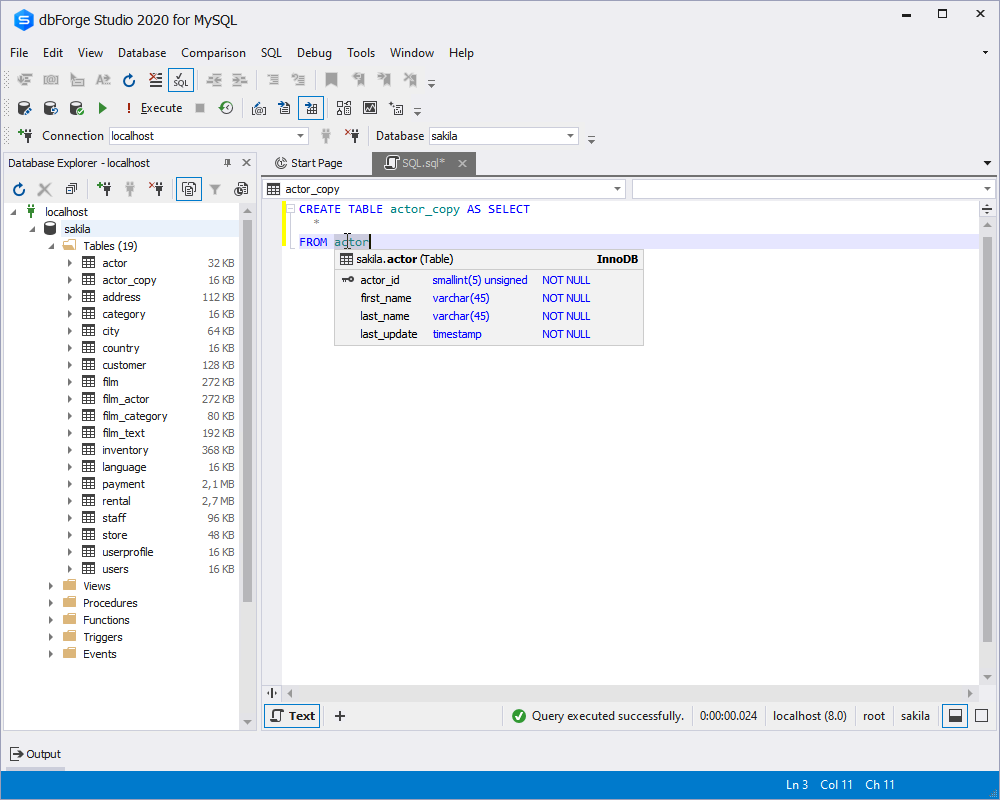 dbForge Studio 2020 for MySQL
File Edit View Database Comparison SQL Debug Tools Window Help
SQL
Execute
Connection localhost Database sakila
Database Explorer - localhost
Start Page SQL.sql*
actor_copy
localhost
sakila
Tables (19)
actor 32 KB
actor_copy 16 KB
address 112 KB
category 16 KB
city 64 KB
country 16 KB
customer 128 KB
film 272 KB
film_actor 272 KB
film_category 80 KB
film_text 192 KB
inventory 368 KB
language 16 KB
payment 2,1 MB
rental 2,7 MB
staff 96 KB
store 48 KB
userprofile 16 KB
users 16 KB
Views
Procedures
Functions
Triggers
Events
CREATE TABLE actor_copy AS SELECT
*
FROM actor
sakila.actor (Table) InnoDB
actor_id smallint(5) unsigned NOT NULL
first_name varchar(45) NOT NULL
last_name varchar(45) NOT NULL
last_update timestamp NOT NULL
Text
Query executed successfully. 0:00:00.024 localhost (8.0) root sakila
Output
Ln 3 Col 11 Ch 11